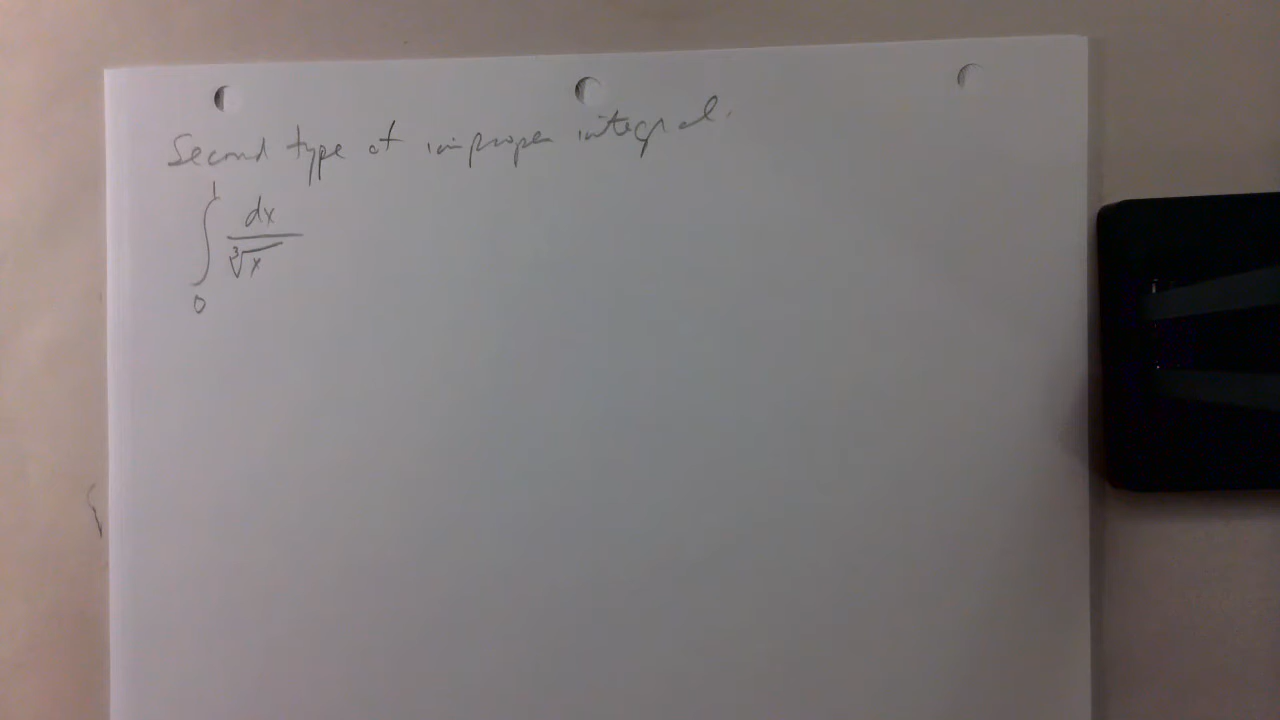 Second type of improper integral.
∫₀¹ dx/∛x